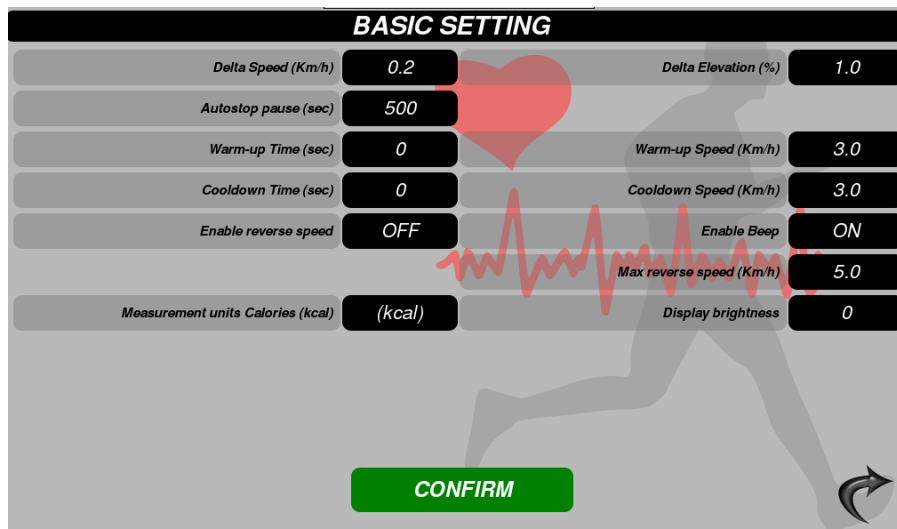 BASIC SETTING
Delta Speed (Km/h) 0.2 Delta Elevation (%) 1.0
Autostop pause (sec) 500
Warm-up Time (sec) 0 Warm-up Speed (Km/h) 3.0
Cooldown Time (sec) 0 Cooldown Speed (Km/h) 3.0
Enable reverse speed OFF Enable Beep ON
Max reverse speed (Km/h) 5.0
Measurement units Calories (kcal) (kcal) Display brightness 0
CONFIRM